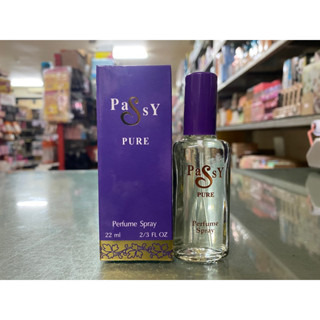 PaSsY
PURE
Perfume Spray
22 ml 2/3 FL OZ
PaSsY
PURE
Perfume
Spray